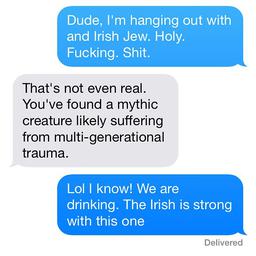 Dude, I'm hanging out with
and Irish Jew. Holy.
Fucking. Shit.
That's not even real.
You've found a mythic
creature likely suffering
from multi-generational
trauma.
Lol I know! We are
drinking. The Irish is strong
with this one
Delivered